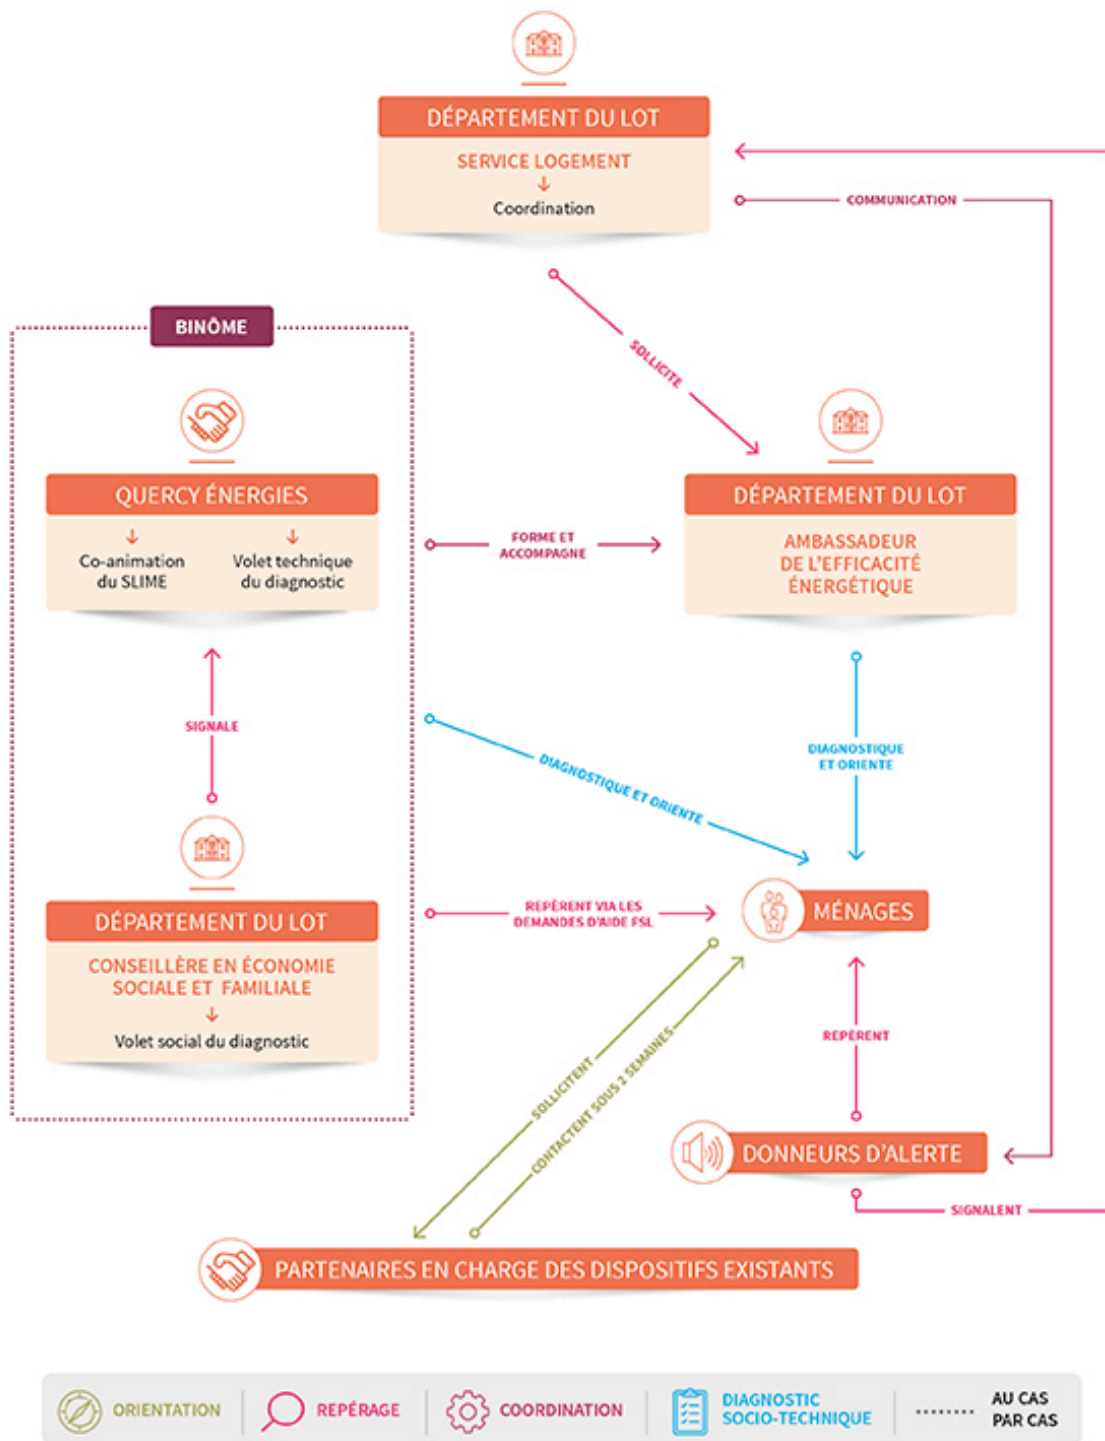 DÉPARTEMENT DU LOT
SERVICE LOGEMENT
Coordination
COMMUNICATION
SOLLICITE
BINÔME
QUERCY ÉNERGIES
Co-animation
du SLIME
Volet technique
du diagnostic
FORME ET
ACCOMPAGNE
DÉPARTEMENT DU LOT
AMBASSADEUR
DE L'EFFICACITÉ
ÉNERGÉTIQUE
SIGNALE
DIAGNOSTIQUE ET ORIENTE
DIAGNOSTIQUE
ET ORIENTE
DÉPARTEMENT DU LOT
CONSEILLÈRE EN ÉCONOMIE
SOCIALE ET FAMILIALE
Volet social du diagnostic
REPÈRENT VIA LES
DEMANDES D'AIDE FSL
MÉNAGES
SOLLICITENT
CONTACTENT SOUS 2 SEMAINES
REPÈRENT
DONNEURS D'ALERTE
SIGNALENT
PARTENAIRES EN CHARGE DES DISPOSITIFS EXISTANTS
ORIENTATION
REPÉRAGE
COORDINATION
DIAGNOSTIC
SOCIO-TECHNIQUE
AU CAS
PAR CAS